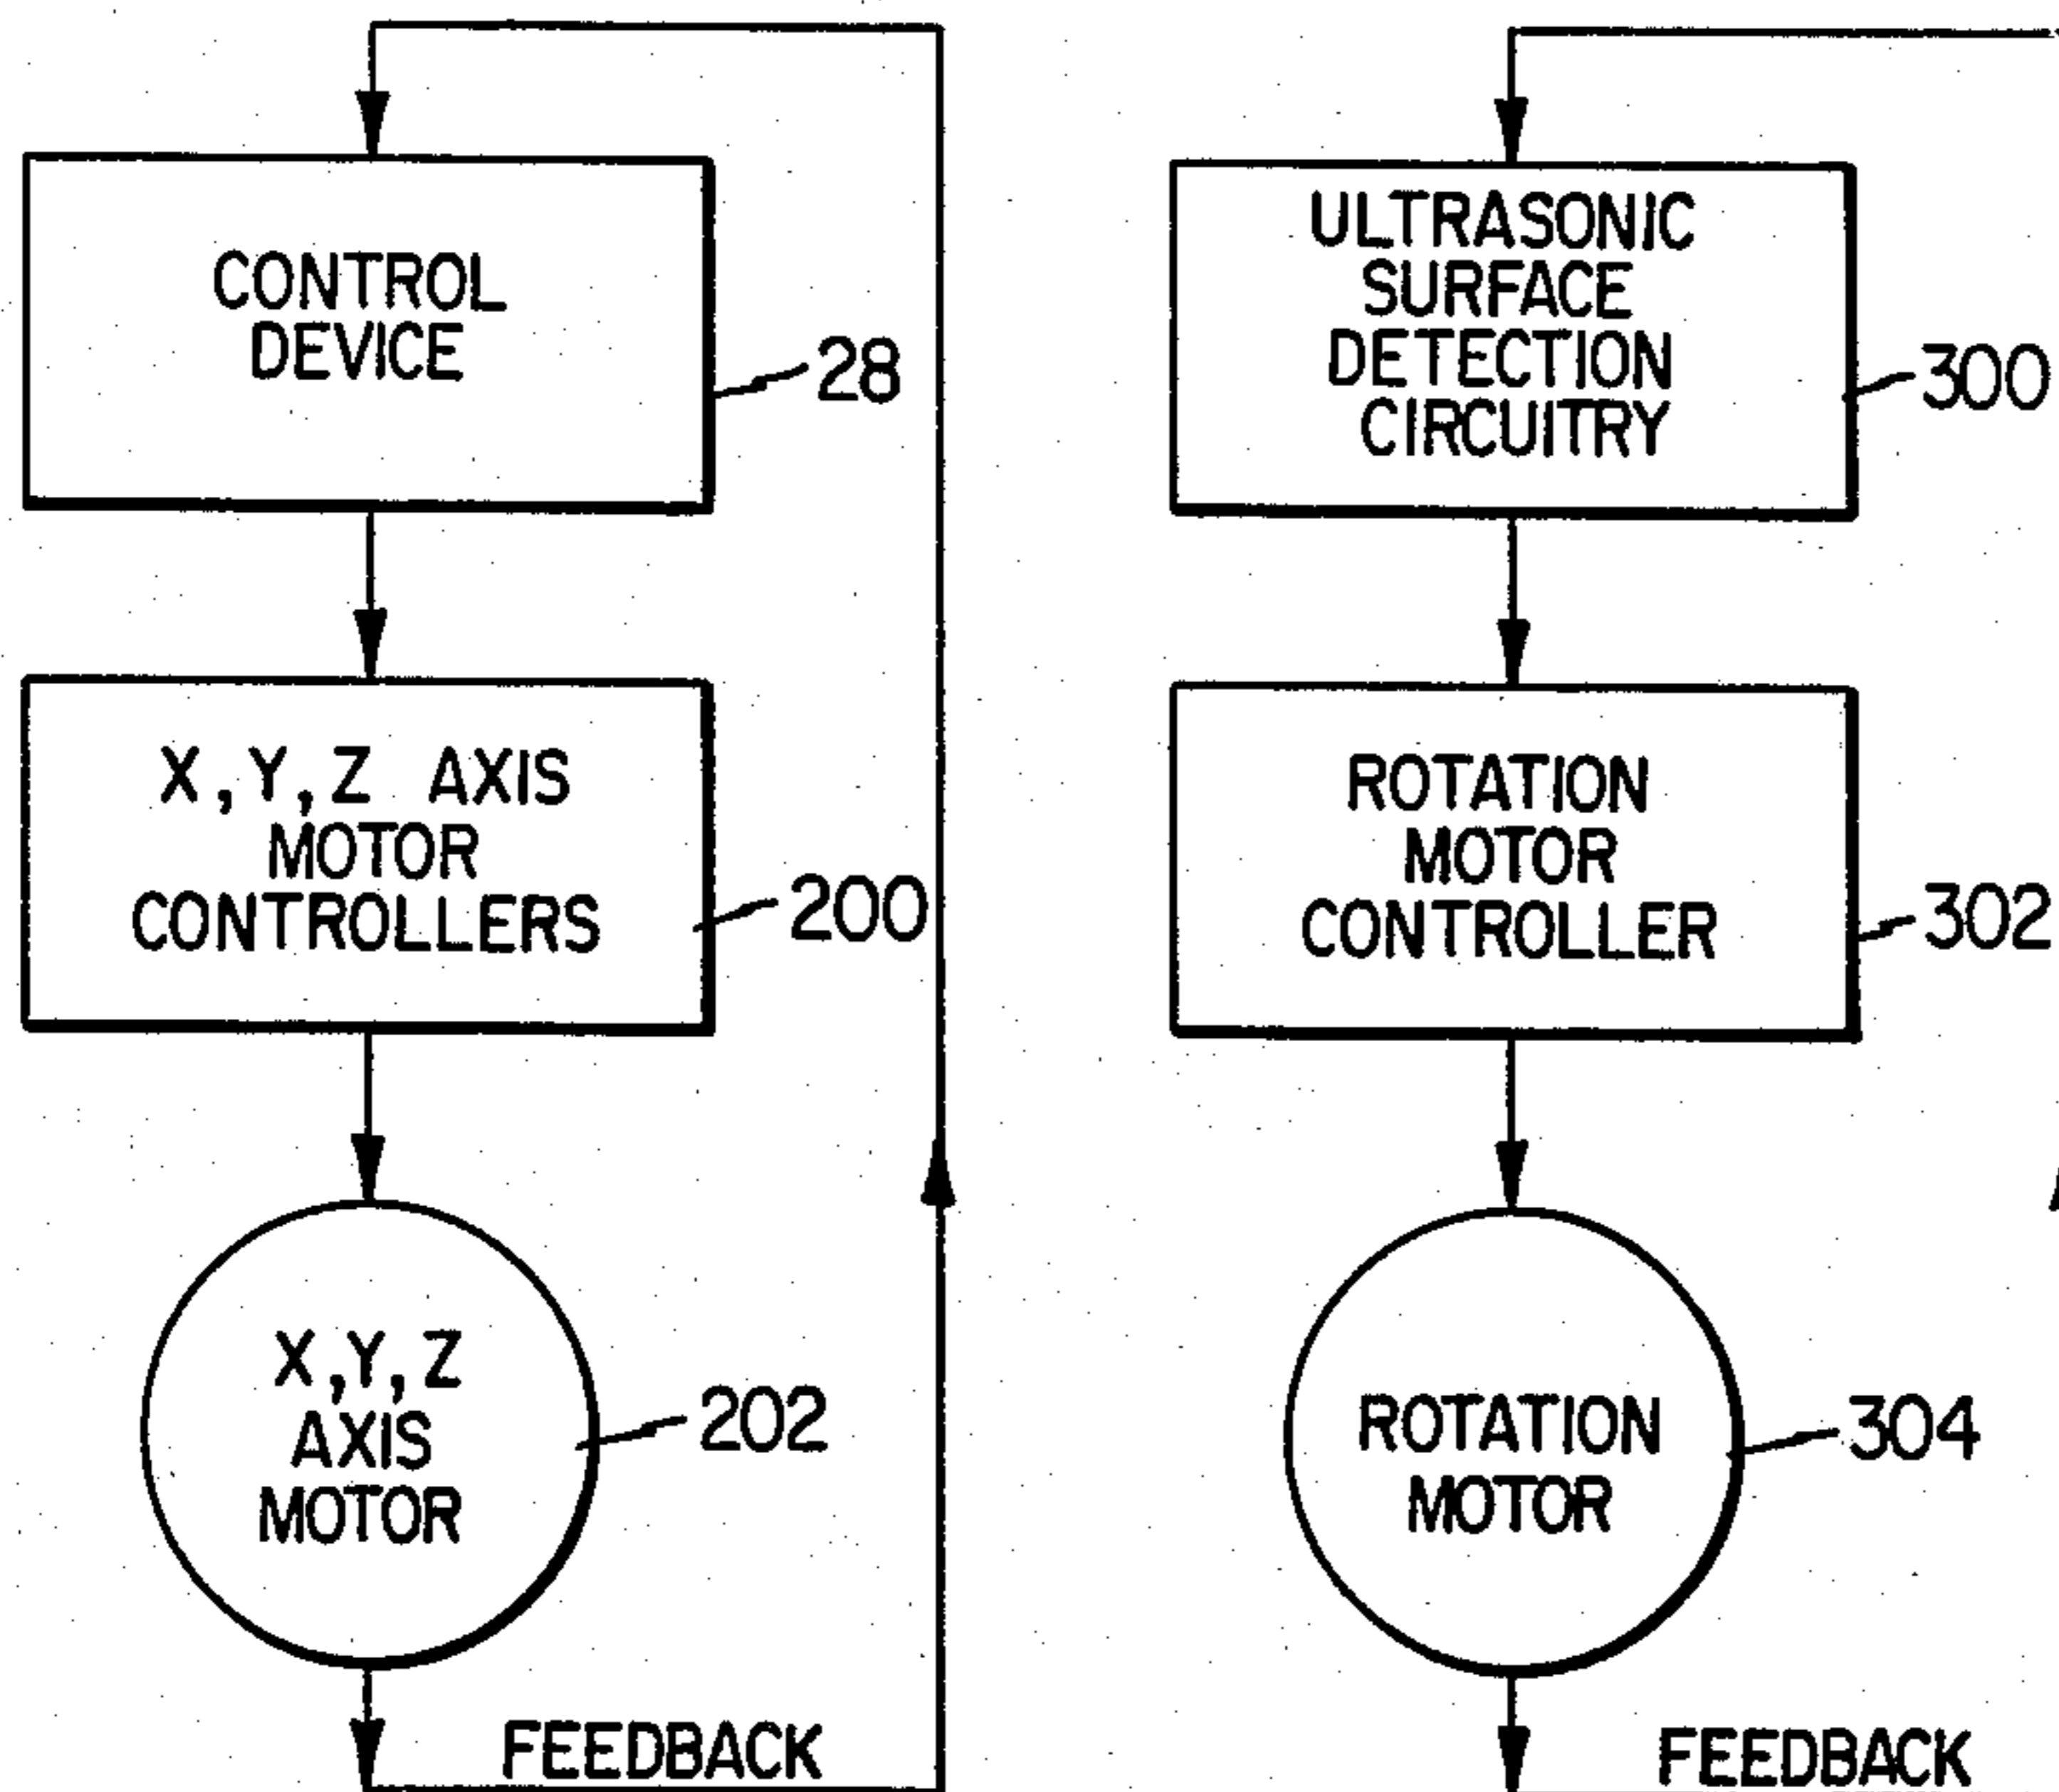 CONTROL
DEVICE
28
X, Y, Z AXIS
MOTOR
CONTROLLERS
200
X, Y, Z
AXIS
MOTOR
202
FEEDBACK
ULTRASONIC
SURFACE
DETECTION
CIRCUITRY
300
ROTATION
MOTOR
CONTROLLER
302
ROTATION
MOTOR
304
FEEDBACK